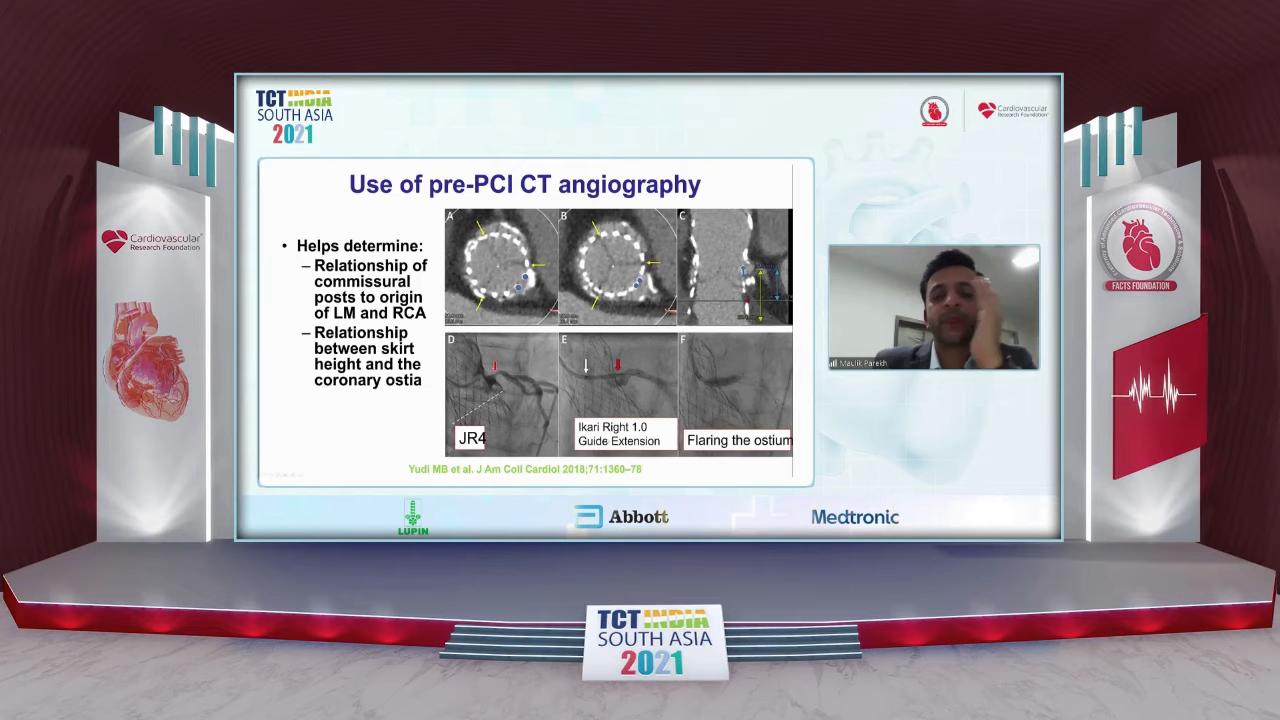 TCT INDIA
SOUTH ASIA
2021
Cardiovascular
Research Foundation
Use of pre-PCI CT angiography
• Helps determine:
– Relationship of
commissural
posts to origin
of LM and RCA
– Relationship
between skirt
height and the
coronary ostia
A
B
C
D
E
F
JR4
Ikari Right 1.0
Guide Extension
Flaring the ostium
Yudi MB et al. J Am Coll Cardiol 2018;71:1360–78
Maulik Parekh
LUPIN
Abbott
Medtronic
Cardiovascular
Research Foundation
FACTS FOUNDATION
TCT INDIA
SOUTH ASIA
2021